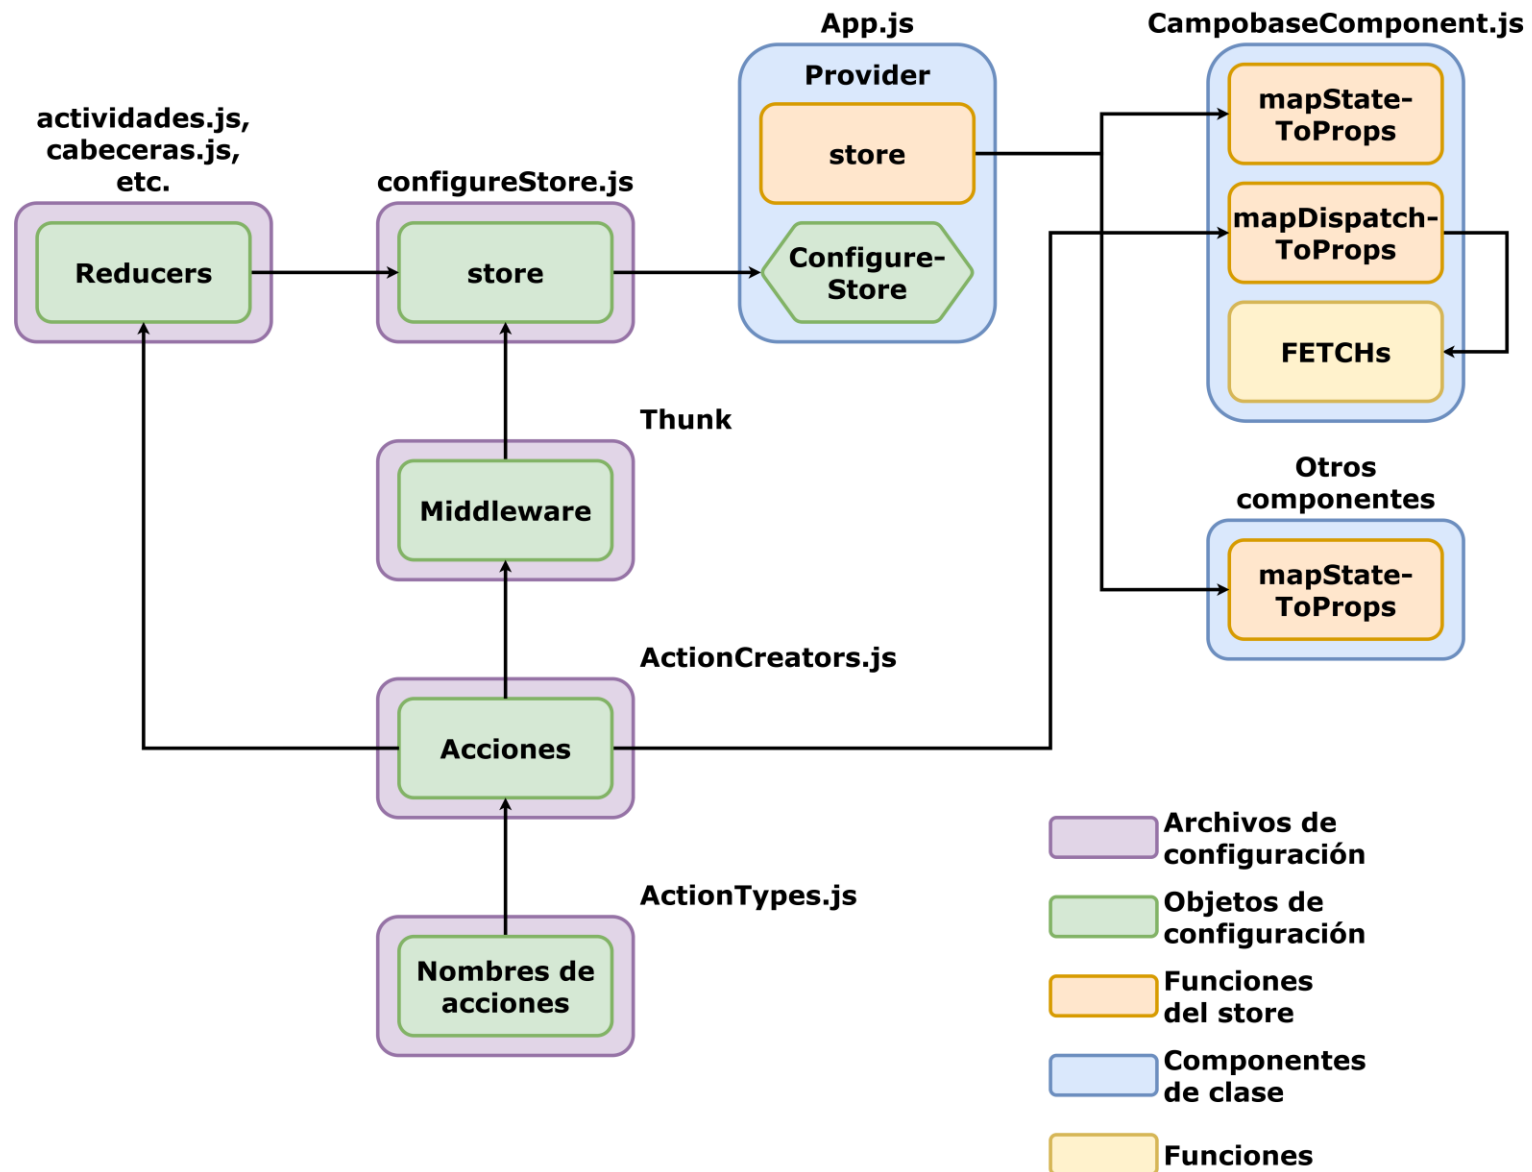 App.js
CampobaseComponent.js
Provider
mapState-
ToProps
actividades.js,
cabeceras.js,
etc.
store
configureStore.js
mapDispatch-
ToProps
Reducers
store
Configure-
Store
FETCHs
Thunk
Otros
componentes
Middleware
mapState-
ToProps
ActionCreators.js
Acciones
Archivos de
configuración
ActionTypes.js
Objetos de
configuración
Nombres de
acciones
Funciones
del store
Componentes
de clase
Funciones